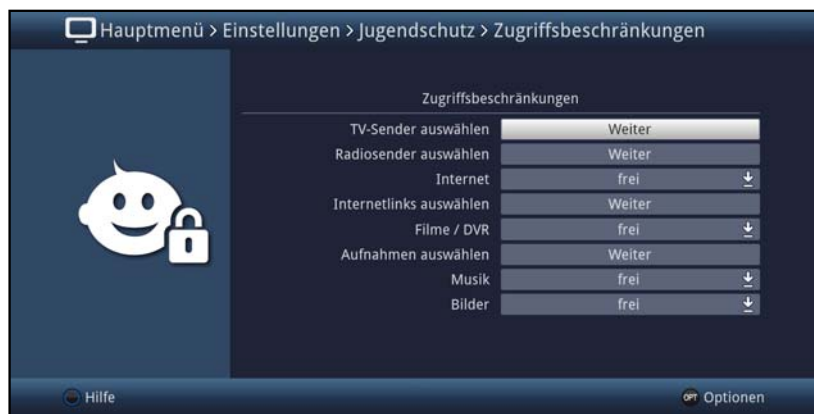 Hauptmenü > Einstellungen > Jugendschutz > Zugriffsbeschränkungen
Zugriffsbeschränkungen
TV-Sender auswählen Weiter
Radiosender auswählen Weiter
Internet frei
Internetlinks auswählen Weiter
Filme / DVR frei
Aufnahmen auswählen Weiter
Musik frei
Bilder frei
Hilfe OPT Optionen